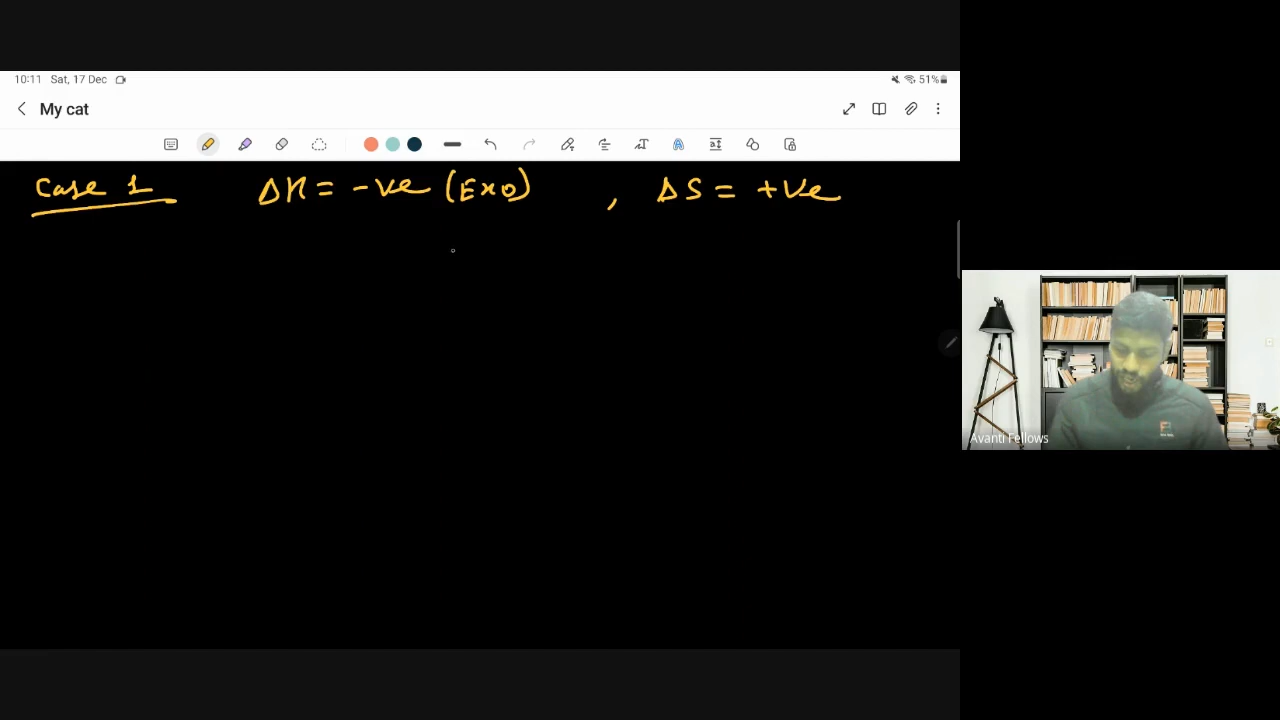 10:11 Sat, 17 Dec 51%
My cat
Case 1 ΔH = -ve (Exo) , ΔS = +ve
Avanti Fellows